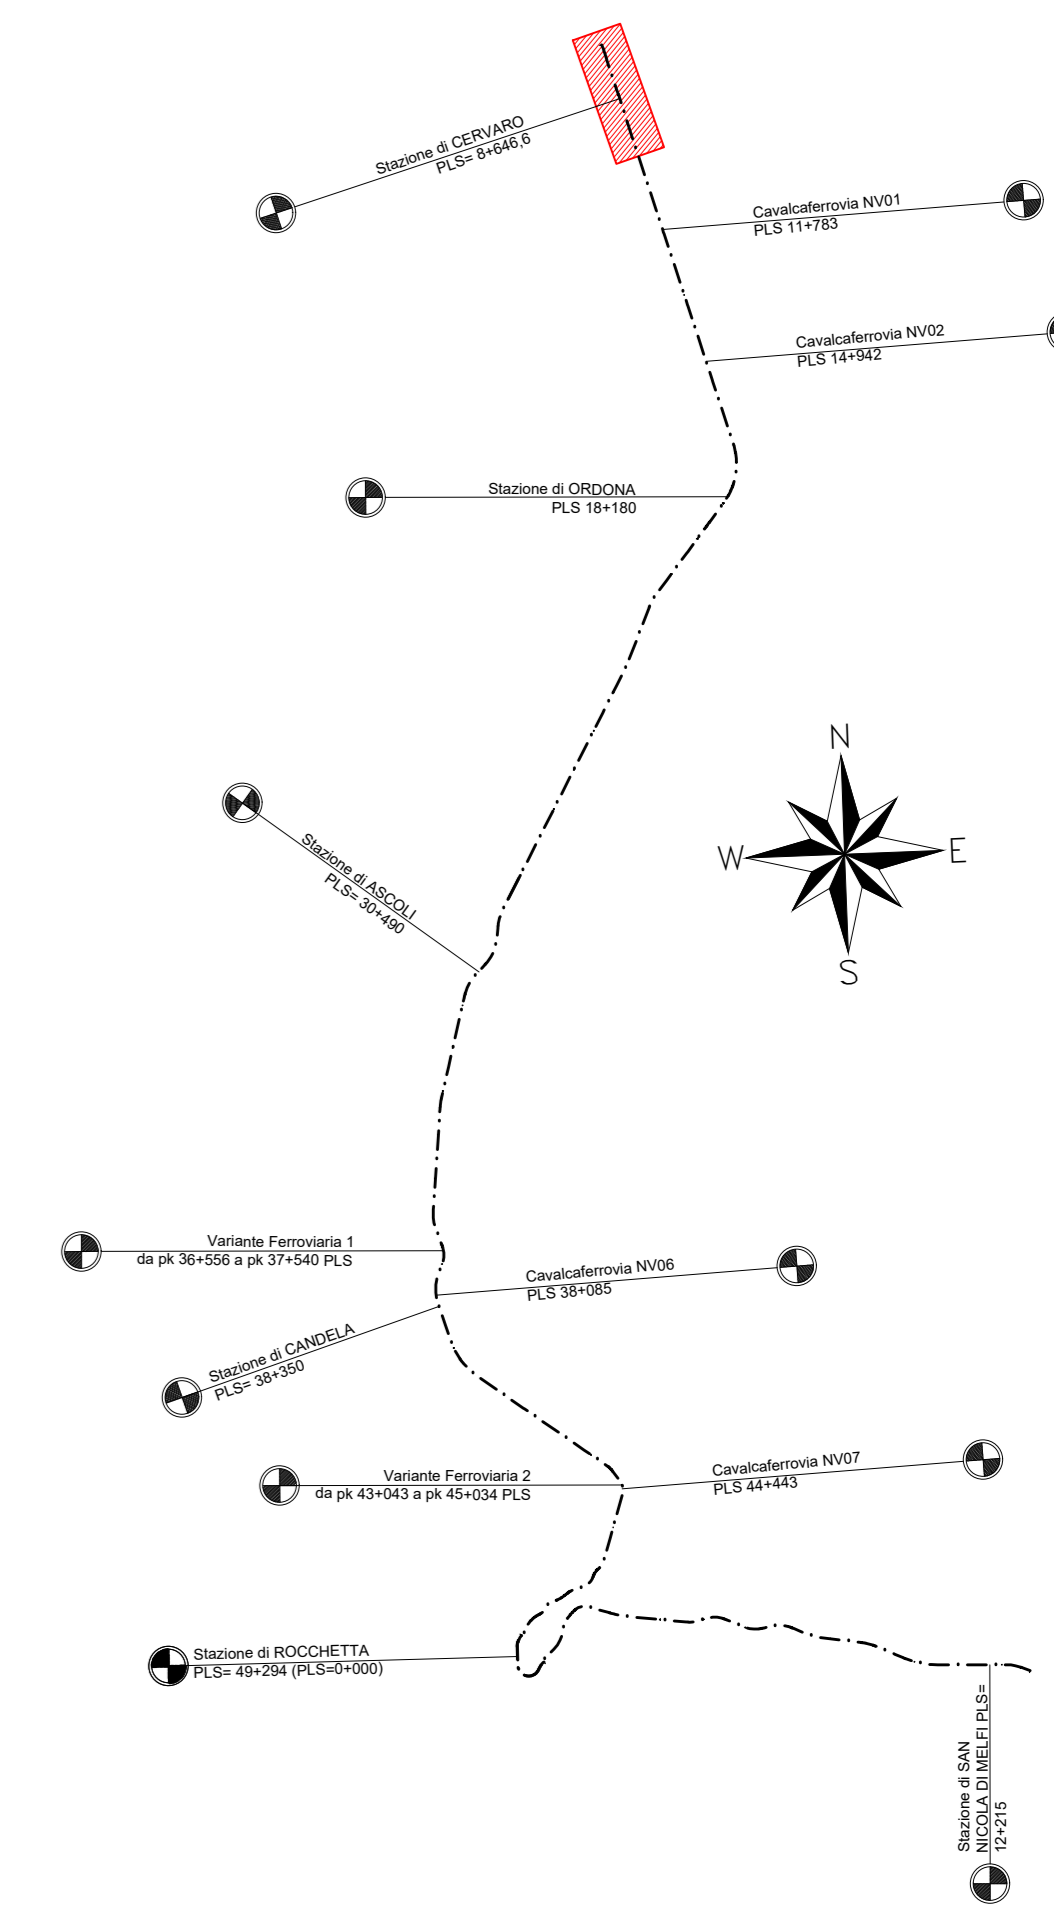 Stazione di CERVARO
PLS= 8+646,6
Cavalcaferrovia NV01
PLS 11+783
Cavalcaferrovia NV02
PLS 14+942
Stazione di ORDONA
PLS 18+180
N
W
E
S
Stazione di ASCOLI
PLS= 30+490
Variante Ferroviaria 1
da pk 36+556 a pk 37+540 PLS
Cavalcaferrovia NV06
PLS 38+085
Stazione di CANDELA
PLS= 38+350
Variante Ferroviaria 2
da pk 43+043 a pk 45+034 PLS
Cavalcaferrovia NV07
PLS 44+443
Stazione di ROCCHETTA
PLS= 49+294 (PLS=0+000)
Stazione di SAN
NICOLA DI MELFI PLS=
12+215